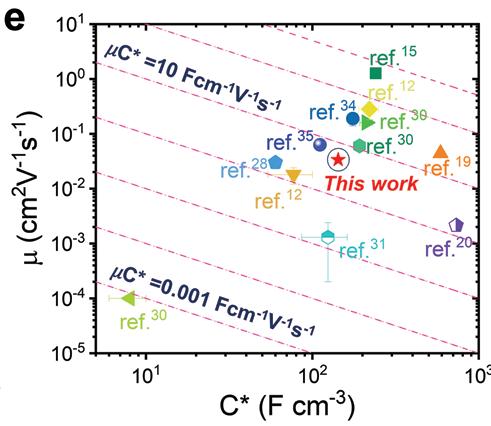 e
10¹
10⁰
10⁻¹
10⁻²
10⁻³
10⁻⁴
10⁻⁵
μ (cm²V⁻¹s⁻¹)
μC* =10 Fcm⁻¹V⁻¹s⁻¹
ref.¹⁵
ref.¹²
ref.³⁴
ref.³⁰
ref.³⁵
ref.³⁰
ref.²⁸
ref.¹⁹
This work
ref.¹²
ref.³¹
ref.²⁰
μC* =0.001 Fcm⁻¹V⁻¹s⁻¹
ref.³⁰
10¹
10²
10³
C* (F cm⁻³)